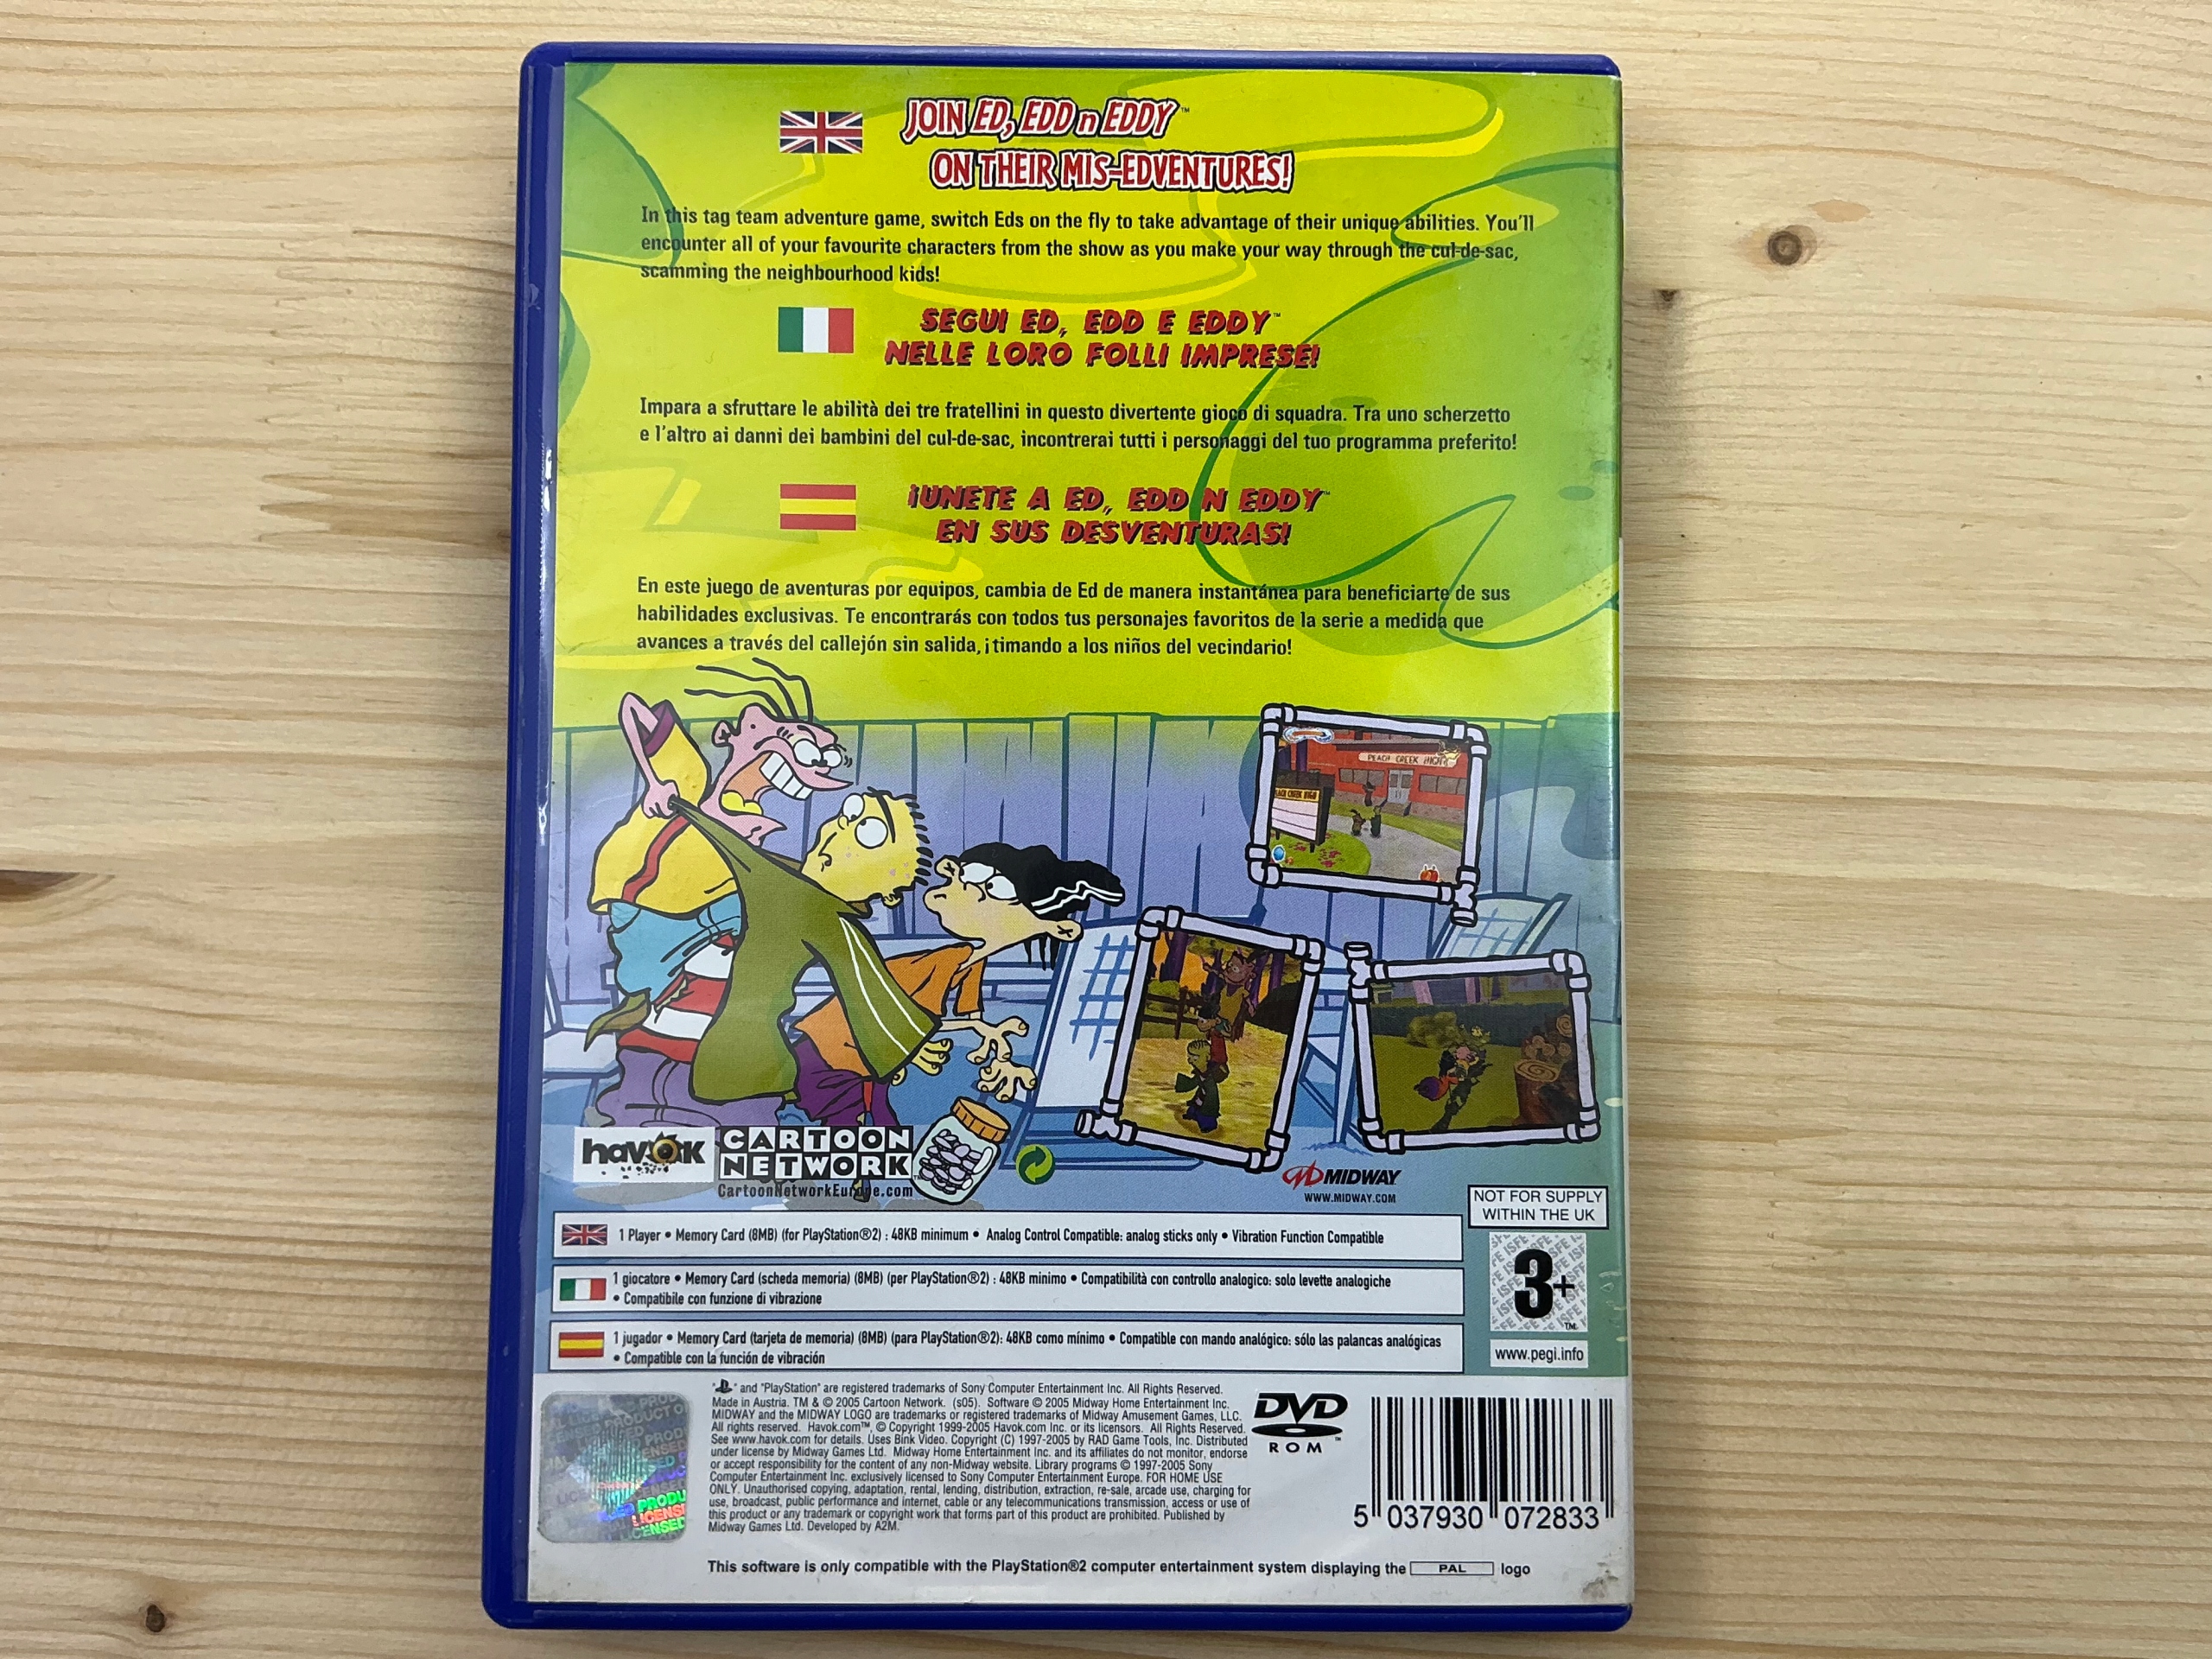 JOIN ED, EDD n EDDY™
ON THEIR MIS-EDVENTURES!
In this tag team adventure game, switch Eds on the fly to take advantage of their unique abilities. You'll
encounter all of your favourite characters from the show as you make your way through the cul-de-sac,
scamming the neighbourhood kids!
SEGUI ED, EDD E EDDY™
NELLE LORO FOLLI IMPRESE!
Impara a sfruttare le abilità dei tre fratellini in questo divertente gioco di squadra. Tra uno scherzetto
e l'altro ai danni dei bambini del cul-de-sac, incontrerai tutti i personaggi del tuo programma preferito!
¡UNETE A ED, EDD N EDDY™
EN SUS DESVENTURAS!
En este juego de aventuras por equipos, cambia de Ed de manera instantánea para beneficiarte de sus
habilidades exclusivas. Te encontrarás con todos tus personajes favoritos de la serie a medida que
avances a través del callejón sin salida, ¡timando a los niños del vecindario!
PEACH CREEK HIGH
havok
CARTOON
NETWORK
CartoonNetworkEurope.com
MIDWAY
WWW.MIDWAY.COM
NOT FOR SUPPLY
WITHIN THE UK
1 Player • Memory Card (8MB) (for PlayStation®2) : 48KB minimum • Analog Control Compatible: analog sticks only • Vibration Function Compatible
1 giocatore • Memory Card (scheda memoria) (8MB) (per PlayStation®2) : 48KB minimo • Compatibilità con controllo analogico: solo levette analogiche
• Compatibile con funzione di vibrazione
1 jugador • Memory Card (tarjeta de memoria) (8MB) (para PlayStation®2): 48KB como mínimo • Compatible con mando analógico: sólo las palancas analógicas
• Compatible con la función de vibración
3+
™
www.pegi.info
" " and "PlayStation" are registered trademarks of Sony Computer Entertainment Inc. All Rights Reserved.
Made in Austria. TM & © 2005 Cartoon Network. (s05). Software © 2005 Midway Home Entertainment Inc.
MIDWAY and the MIDWAY LOGO are trademarks or registered trademarks of Midway Amusement Games, LLC.
All rights reserved. Havok.com™, © Copyright 1999-2005 Havok.com Inc. or its licensors. All Rights Reserved.
See www.havok.com for details. Uses Bink Video. Copyright (C) 1997-2005 by RAD Game Tools, Inc. Distributed
under license by Midway Games Ltd. Midway Home Entertainment Inc. and its affiliates do not monitor, endorse
or accept responsibility for the content of any non-Midway website. Library programs © 1997-2005 Sony
Computer Entertainment Inc. exclusively licensed to Sony Computer Entertainment Europe. FOR HOME USE
ONLY. Unauthorised copying, adaptation, rental, lending, distribution, extraction, re-sale, arcade use, charging for
use, broadcast, public performance and internet, cable or any telecommunications transmission, access or use of
this product or any trademark or copyright work that forms part of this product are prohibited. Published by
Midway Games Ltd. Developed by A2M.
DVD
ROM
5 037930 072833
This software is only compatible with the PlayStation®2 computer entertainment system displaying the PAL logo